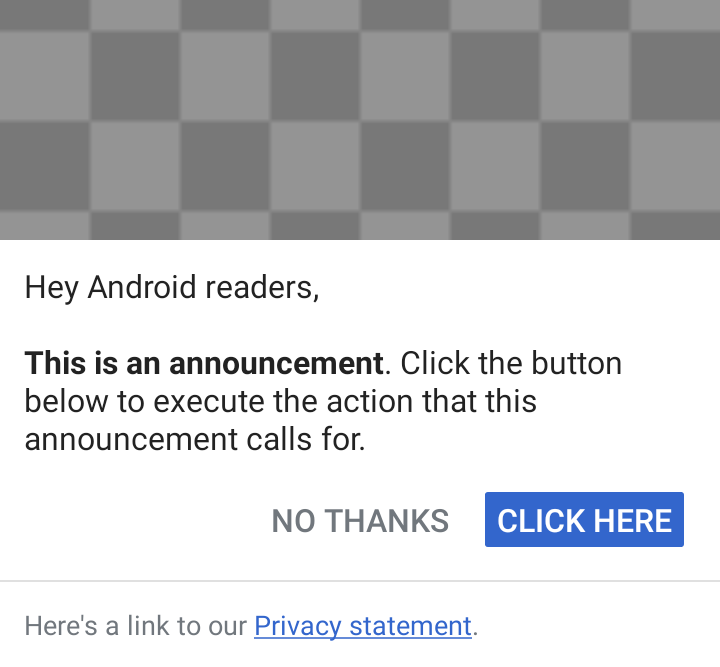 Hey Android readers,
This is an announcement. Click the button
below to execute the action that this
announcement calls for.
NO THANKS CLICK HERE
Here's a link to our Privacy statement.